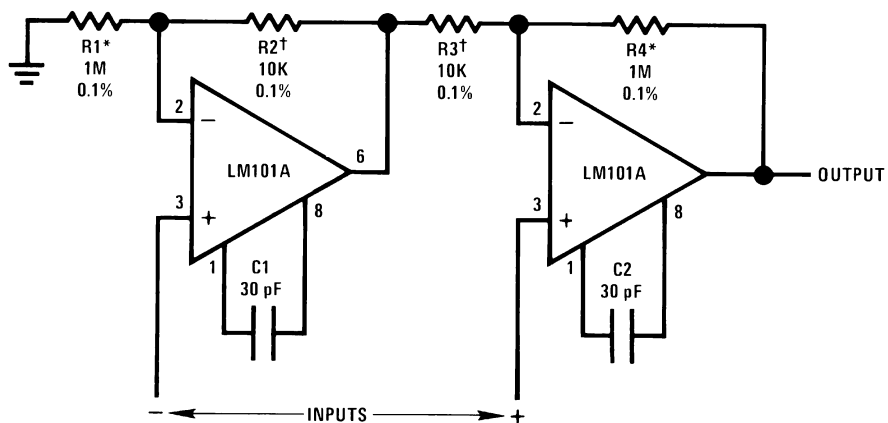 R1*
1M
0.1%
R2†
10K
0.1%
R3†
10K
0.1%
R4*
1M
0.1%
2
−
LM101A
6
3
+
8
1
C1
30 pF
2
−
LM101A
OUTPUT
3
+
8
1
C2
30 pF
− INPUTS +